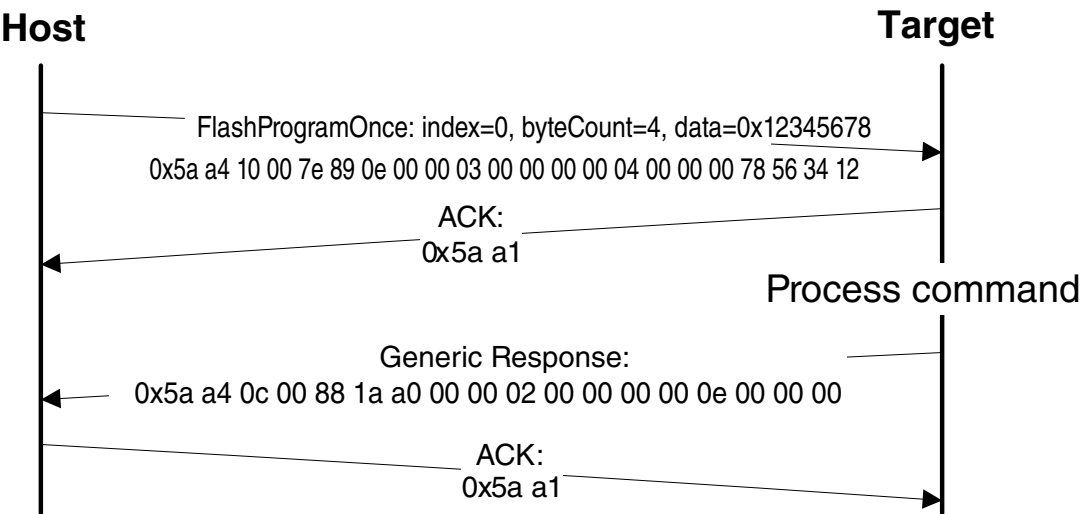 Host
Target
FlashProgramOnce: index=0, byteCount=4, data=0x12345678
0x5a a4 10 00 7e 89 0e 00 00 03 00 00 00 00 04 00 00 00 78 56 34 12
ACK:
0x5a a1
Process command
Generic Response:
0x5a a4 0c 00 88 1a a0 00 00 02 00 00 00 00 0e 00 00 00
ACK:
0x5a a1